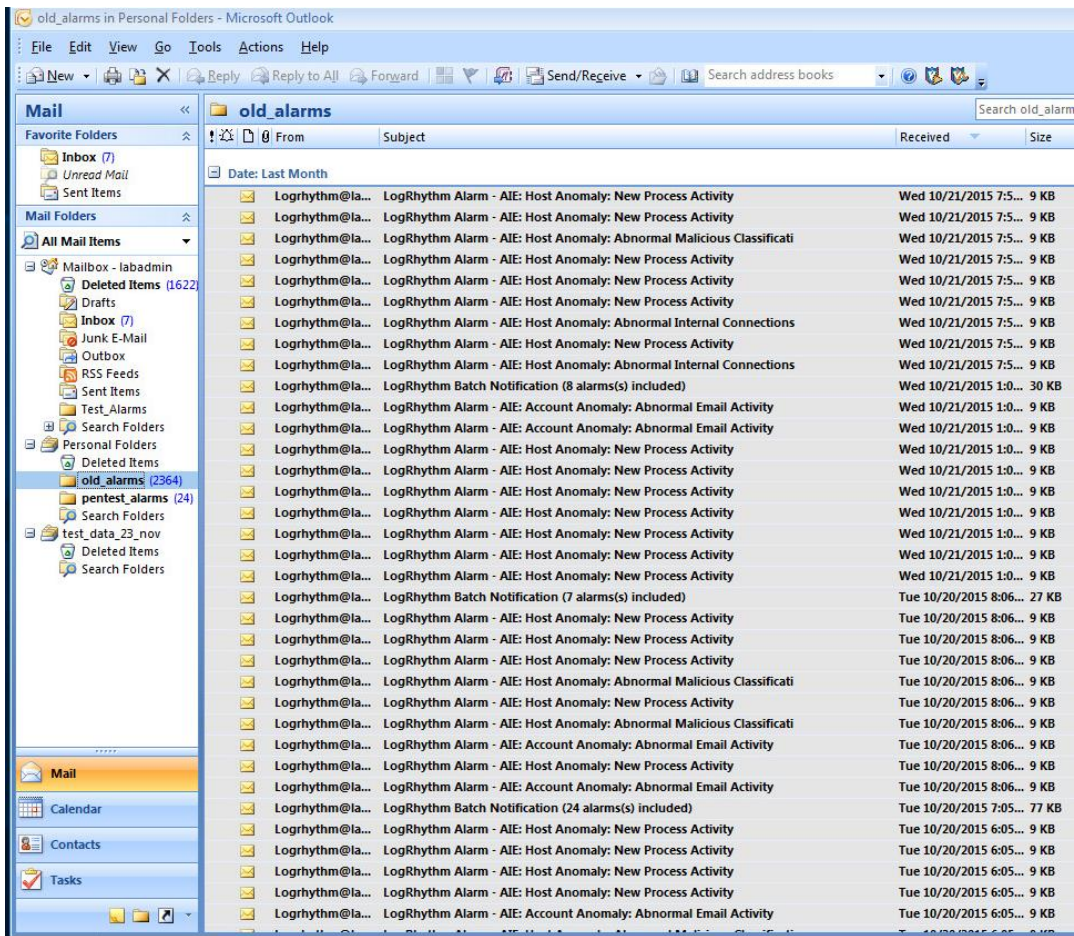 old_alarms in Personal Folders - Microsoft Outlook
File Edit View Go Tools Actions Help
New Reply Reply to All Forward Send/Receive Search address books
Mail
Favorite Folders
Inbox (7)
Unread Mail
Sent Items
Mail Folders
All Mail Items
Mailbox - labadmin
Deleted Items (1622)
Drafts
Inbox (7)
Junk E-Mail
Outbox
RSS Feeds
Sent Items
Test_Alarms
Search Folders
Personal Folders
Deleted Items
old_alarms (2364)
pentest_alarms (24)
Search Folders
test_data_23_nov
Deleted Items
Search Folders
Mail
Calendar
Contacts
Tasks
old_alarms Search old_alarm
From Subject Received Size
Date: Last Month
Logrhythm@la... LogRhythm Alarm - AIE: Host Anomaly: New Process Activity Wed 10/21/2015 7:5... 9 KB
Logrhythm@la... LogRhythm Alarm - AIE: Host Anomaly: New Process Activity Wed 10/21/2015 7:5... 9 KB
Logrhythm@la... LogRhythm Alarm - AIE: Host Anomaly: Abnormal Malicious Classificati Wed 10/21/2015 7:5... 9 KB
Logrhythm@la... LogRhythm Alarm - AIE: Host Anomaly: New Process Activity Wed 10/21/2015 7:5... 9 KB
Logrhythm@la... LogRhythm Alarm - AIE: Host Anomaly: New Process Activity Wed 10/21/2015 7:5... 9 KB
Logrhythm@la... LogRhythm Alarm - AIE: Host Anomaly: New Process Activity Wed 10/21/2015 7:5... 9 KB
Logrhythm@la... LogRhythm Alarm - AIE: Host Anomaly: Abnormal Internal Connections Wed 10/21/2015 7:5... 9 KB
Logrhythm@la... LogRhythm Alarm - AIE: Host Anomaly: New Process Activity Wed 10/21/2015 7:5... 9 KB
Logrhythm@la... LogRhythm Alarm - AIE: Host Anomaly: Abnormal Internal Connections Wed 10/21/2015 7:5... 9 KB
Logrhythm@la... LogRhythm Batch Notification (8 alarms(s) included) Wed 10/21/2015 1:0... 30 KB
Logrhythm@la... LogRhythm Alarm - AIE: Account Anomaly: Abnormal Email Activity Wed 10/21/2015 1:0... 9 KB
Logrhythm@la... LogRhythm Alarm - AIE: Account Anomaly: Abnormal Email Activity Wed 10/21/2015 1:0... 9 KB
Logrhythm@la... LogRhythm Alarm - AIE: Host Anomaly: New Process Activity Wed 10/21/2015 1:0... 9 KB
Logrhythm@la... LogRhythm Alarm - AIE: Host Anomaly: New Process Activity Wed 10/21/2015 1:0... 9 KB
Logrhythm@la... LogRhythm Alarm - AIE: Host Anomaly: New Process Activity Wed 10/21/2015 1:0... 9 KB
Logrhythm@la... LogRhythm Alarm - AIE: Host Anomaly: New Process Activity Wed 10/21/2015 1:0... 9 KB
Logrhythm@la... LogRhythm Alarm - AIE: Host Anomaly: New Process Activity Wed 10/21/2015 1:0... 9 KB
Logrhythm@la... LogRhythm Alarm - AIE: Host Anomaly: New Process Activity Wed 10/21/2015 1:0... 9 KB
Logrhythm@la... LogRhythm Alarm - AIE: Host Anomaly: New Process Activity Wed 10/21/2015 1:0... 9 KB
Logrhythm@la... LogRhythm Batch Notification (7 alarms(s) included) Tue 10/20/2015 8:06... 27 KB
Logrhythm@la... LogRhythm Alarm - AIE: Host Anomaly: New Process Activity Tue 10/20/2015 8:06... 9 KB
Logrhythm@la... LogRhythm Alarm - AIE: Host Anomaly: New Process Activity Tue 10/20/2015 8:06... 9 KB
Logrhythm@la... LogRhythm Alarm - AIE: Host Anomaly: New Process Activity Tue 10/20/2015 8:06... 9 KB
Logrhythm@la... LogRhythm Alarm - AIE: Host Anomaly: Abnormal Malicious Classificati Tue 10/20/2015 8:06... 9 KB
Logrhythm@la... LogRhythm Alarm - AIE: Host Anomaly: New Process Activity Tue 10/20/2015 8:06... 9 KB
Logrhythm@la... LogRhythm Alarm - AIE: Host Anomaly: Abnormal Malicious Classificati Tue 10/20/2015 8:06... 9 KB
Logrhythm@la... LogRhythm Alarm - AIE: Account Anomaly: Abnormal Email Activity Tue 10/20/2015 8:06... 9 KB
Logrhythm@la... LogRhythm Alarm - AIE: Host Anomaly: New Process Activity Tue 10/20/2015 8:06... 9 KB
Logrhythm@la... LogRhythm Alarm - AIE: Account Anomaly: Abnormal Email Activity Tue 10/20/2015 8:06... 9 KB
Logrhythm@la... LogRhythm Batch Notification (24 alarms(s) included) Tue 10/20/2015 7:05... 77 KB
Logrhythm@la... LogRhythm Alarm - AIE: Host Anomaly: New Process Activity Tue 10/20/2015 6:05... 9 KB
Logrhythm@la... LogRhythm Alarm - AIE: Host Anomaly: New Process Activity Tue 10/20/2015 6:05... 9 KB
Logrhythm@la... LogRhythm Alarm - AIE: Host Anomaly: New Process Activity Tue 10/20/2015 6:05... 9 KB
Logrhythm@la... LogRhythm Alarm - AIE: Host Anomaly: New Process Activity Tue 10/20/2015 6:05... 9 KB
Logrhythm@la... LogRhythm Alarm - AIE: Account Anomaly: Abnormal Email Activity Tue 10/20/2015 6:05... 9 KB